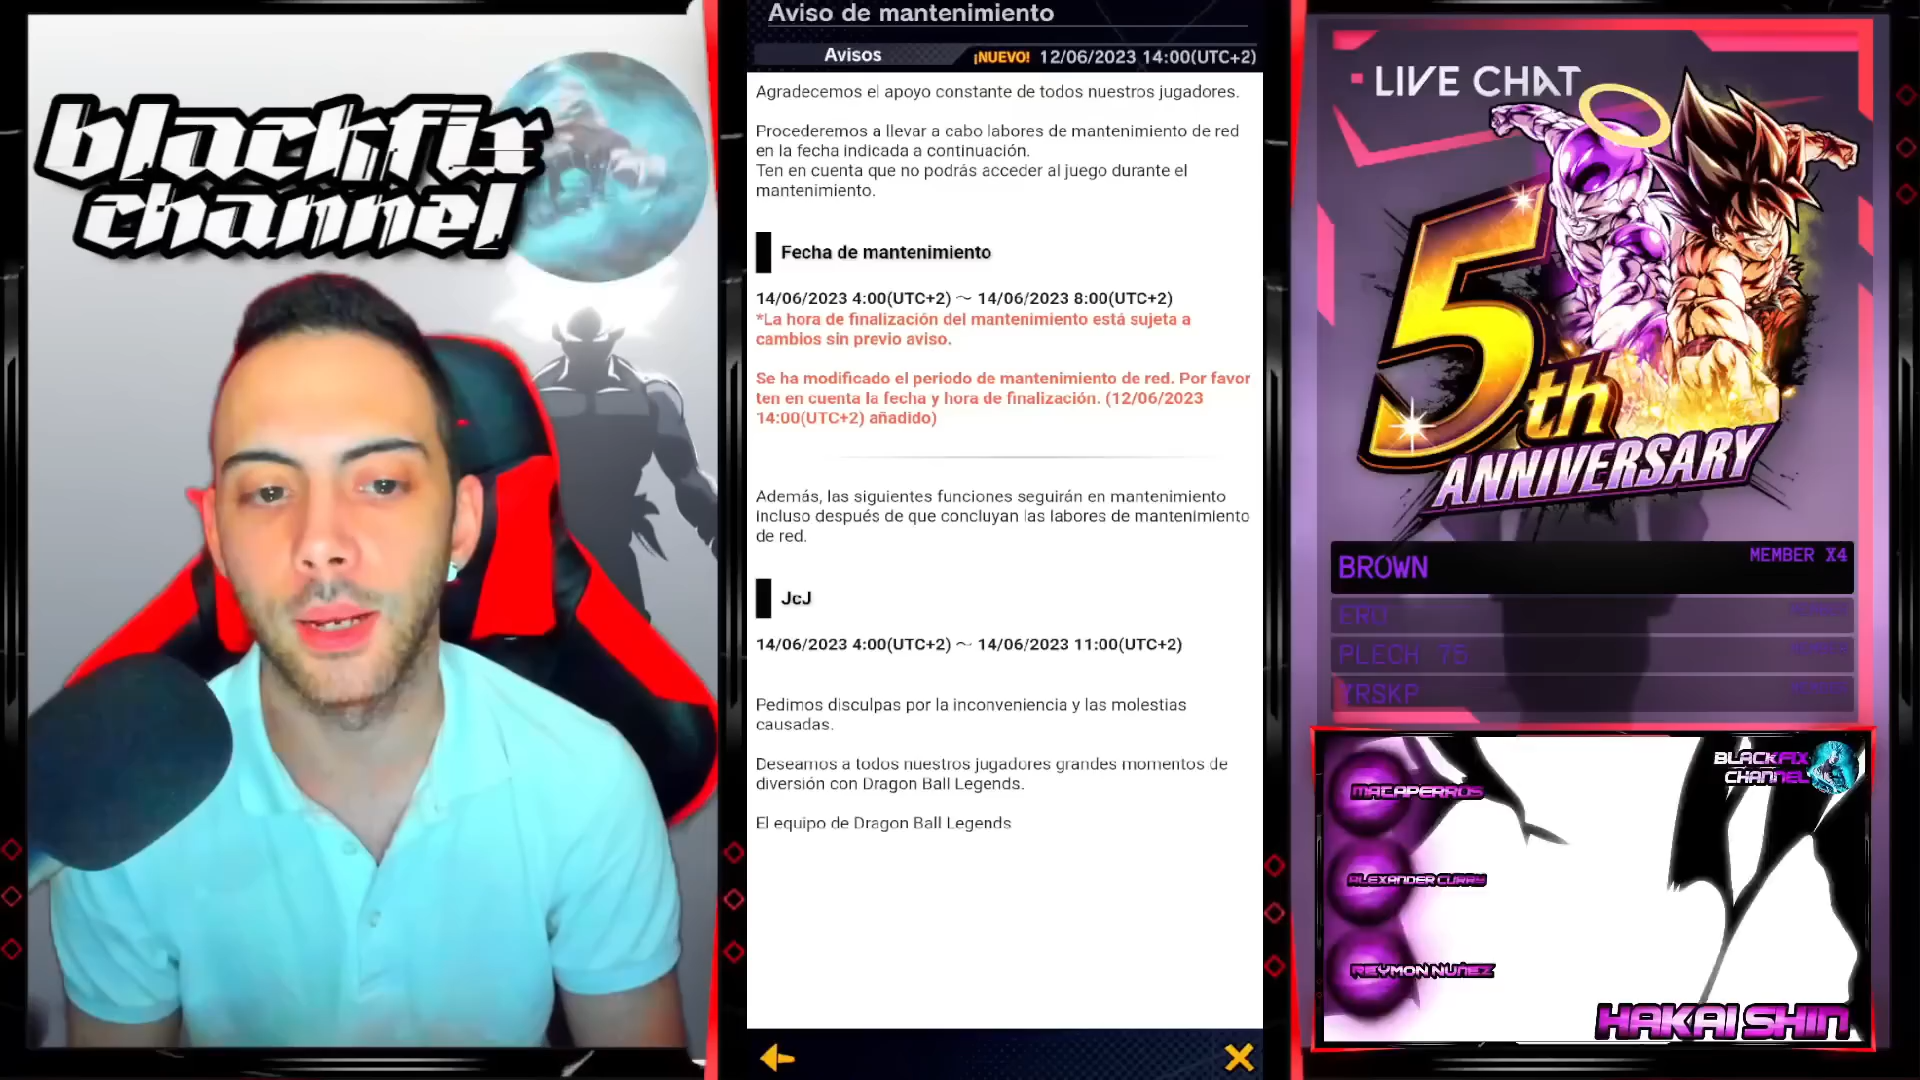 blackfix
channel
Aviso de mantenimiento
Avisos
¡NUEVO! 12/06/2023 14:00(UTC+2)
Agradecemos el apoyo constante de todos nuestros jugadores.
Procederemos a llevar a cabo labores de mantenimiento de red
en la fecha indicada a continuación.
Ten en cuenta que no podrás acceder al juego durante el
mantenimiento.
Fecha de mantenimiento
14/06/2023 4:00(UTC+2) ～ 14/06/2023 8:00(UTC+2)
*La hora de finalización del mantenimiento está sujeta a
cambios sin previo aviso.
Se ha modificado el periodo de mantenimiento de red. Por favor
ten en cuenta la fecha y hora de finalización. (12/06/2023
14:00(UTC+2) añadido)
Además, las siguientes funciones seguirán en mantenimiento
incluso después de que concluyan las labores de mantenimiento
de red.
JcJ
14/06/2023 4:00(UTC+2) ～ 14/06/2023 11:00(UTC+2)
Pedimos disculpas por la inconveniencia y las molestias
causadas.
Deseamos a todos nuestros jugadores grandes momentos de
diversión con Dragon Ball Legends.
El equipo de Dragon Ball Legends
LIVE CHAT
5th
ANNIVERSARY
BROWN
MEMBER X4
ERU
PLECH 75
YRSKP
BLACKFIX
CHANNEL
MATAPERROS
ALEXANDER CURRY
REYMON NUÑEZ
HAKAI SHIN